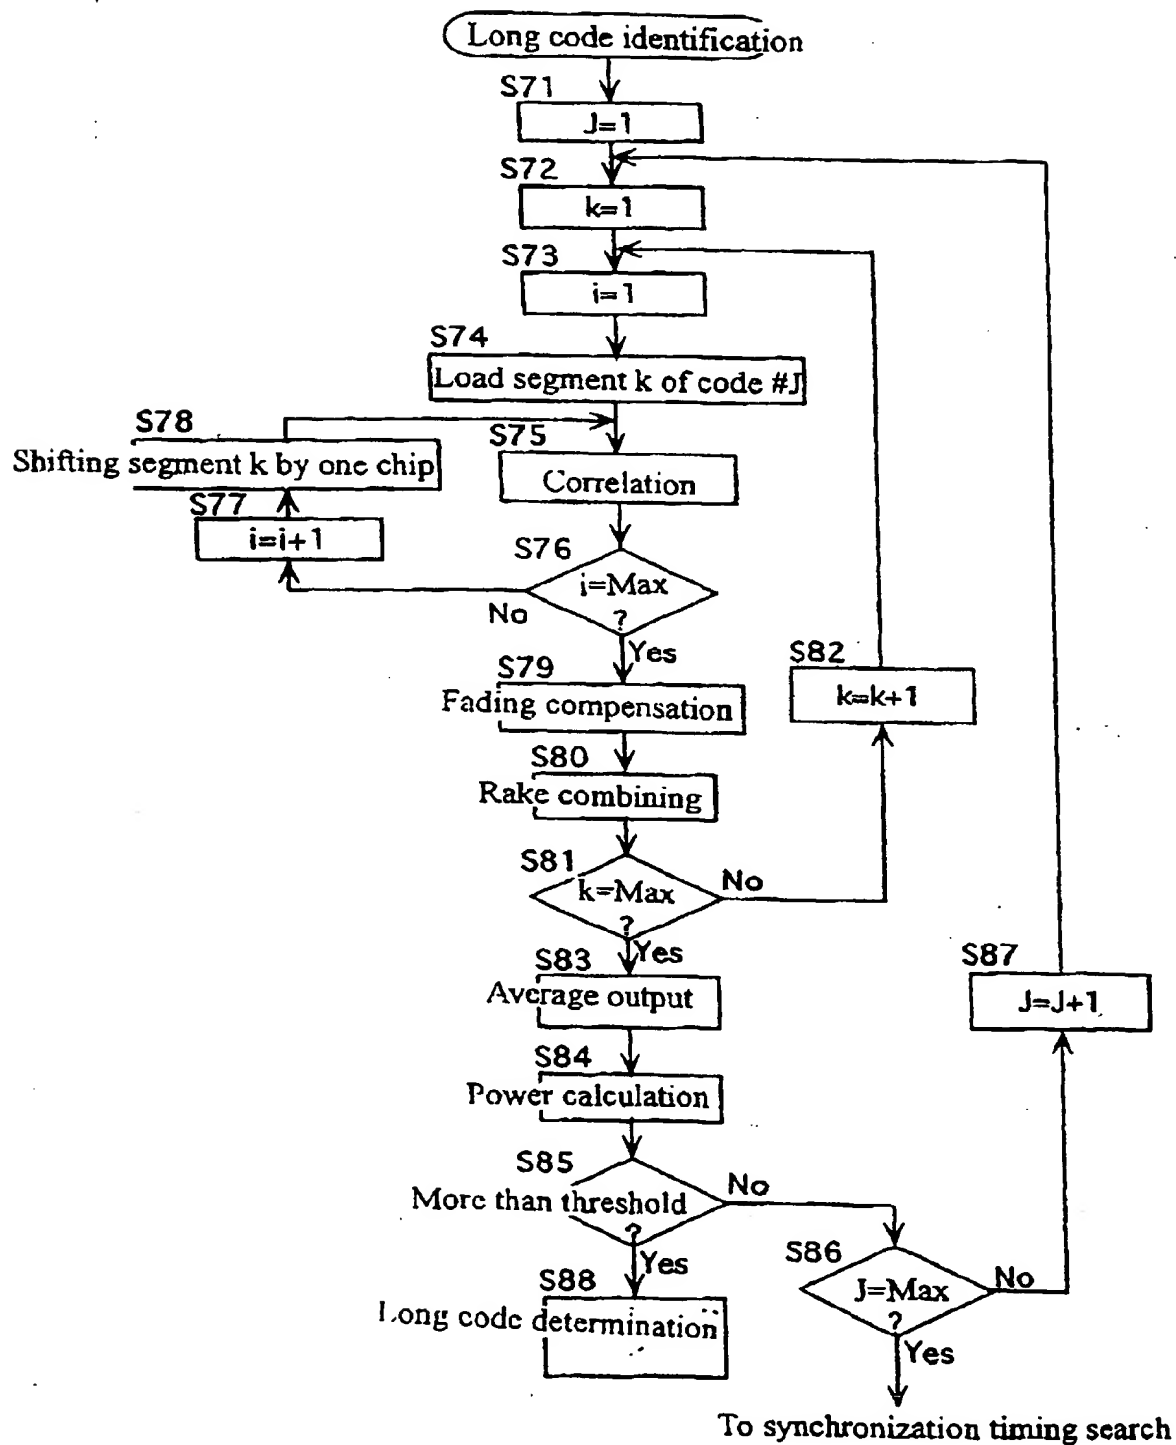 Long code identification
S71
J=1
S72
k=1
S73
i=1
S74
Load segment k of code #J
S78
Shifting segment k by one chip
S75
Correlation
S77
i=i+1
S76
i=Max
?
No
Yes
S79
Fading compensation
S82
k=k+1
S80
Rake combining
S81
k=Max
?
No
Yes
S83
Average output
S87
J=J+1
S84
Power calculation
S85
More than threshold
?
No
Yes
S86
J=Max
?
No
Yes
S88
Long code determination
To synchronization timing search